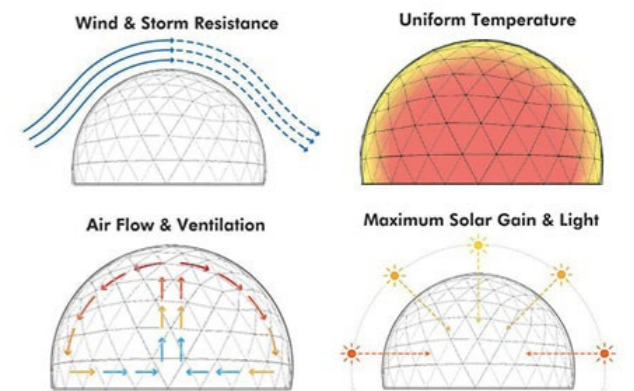 Wind & Storm Resistance
Uniform Temperature
Air Flow & Ventilation
Maximum Solar Gain & Light